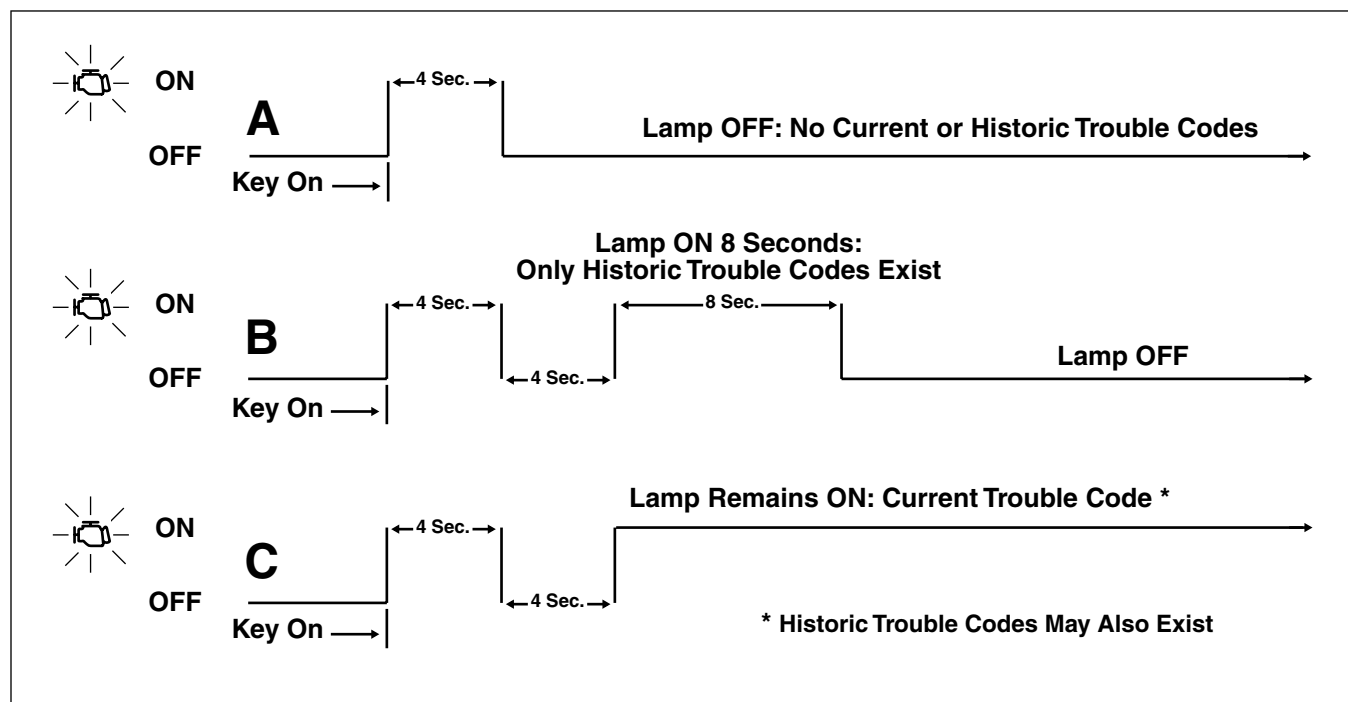 ON
4 Sec.
A
Lamp OFF: No Current or Historic Trouble Codes
OFF
Key On
Lamp ON 8 Seconds:
Only Historic Trouble Codes Exist
ON
4 Sec.
8 Sec.
B
Lamp OFF
OFF
4 Sec.
Key On
Lamp Remains ON: Current Trouble Code *
ON
4 Sec.
C
OFF
4 Sec.
* Historic Trouble Codes May Also Exist
Key On